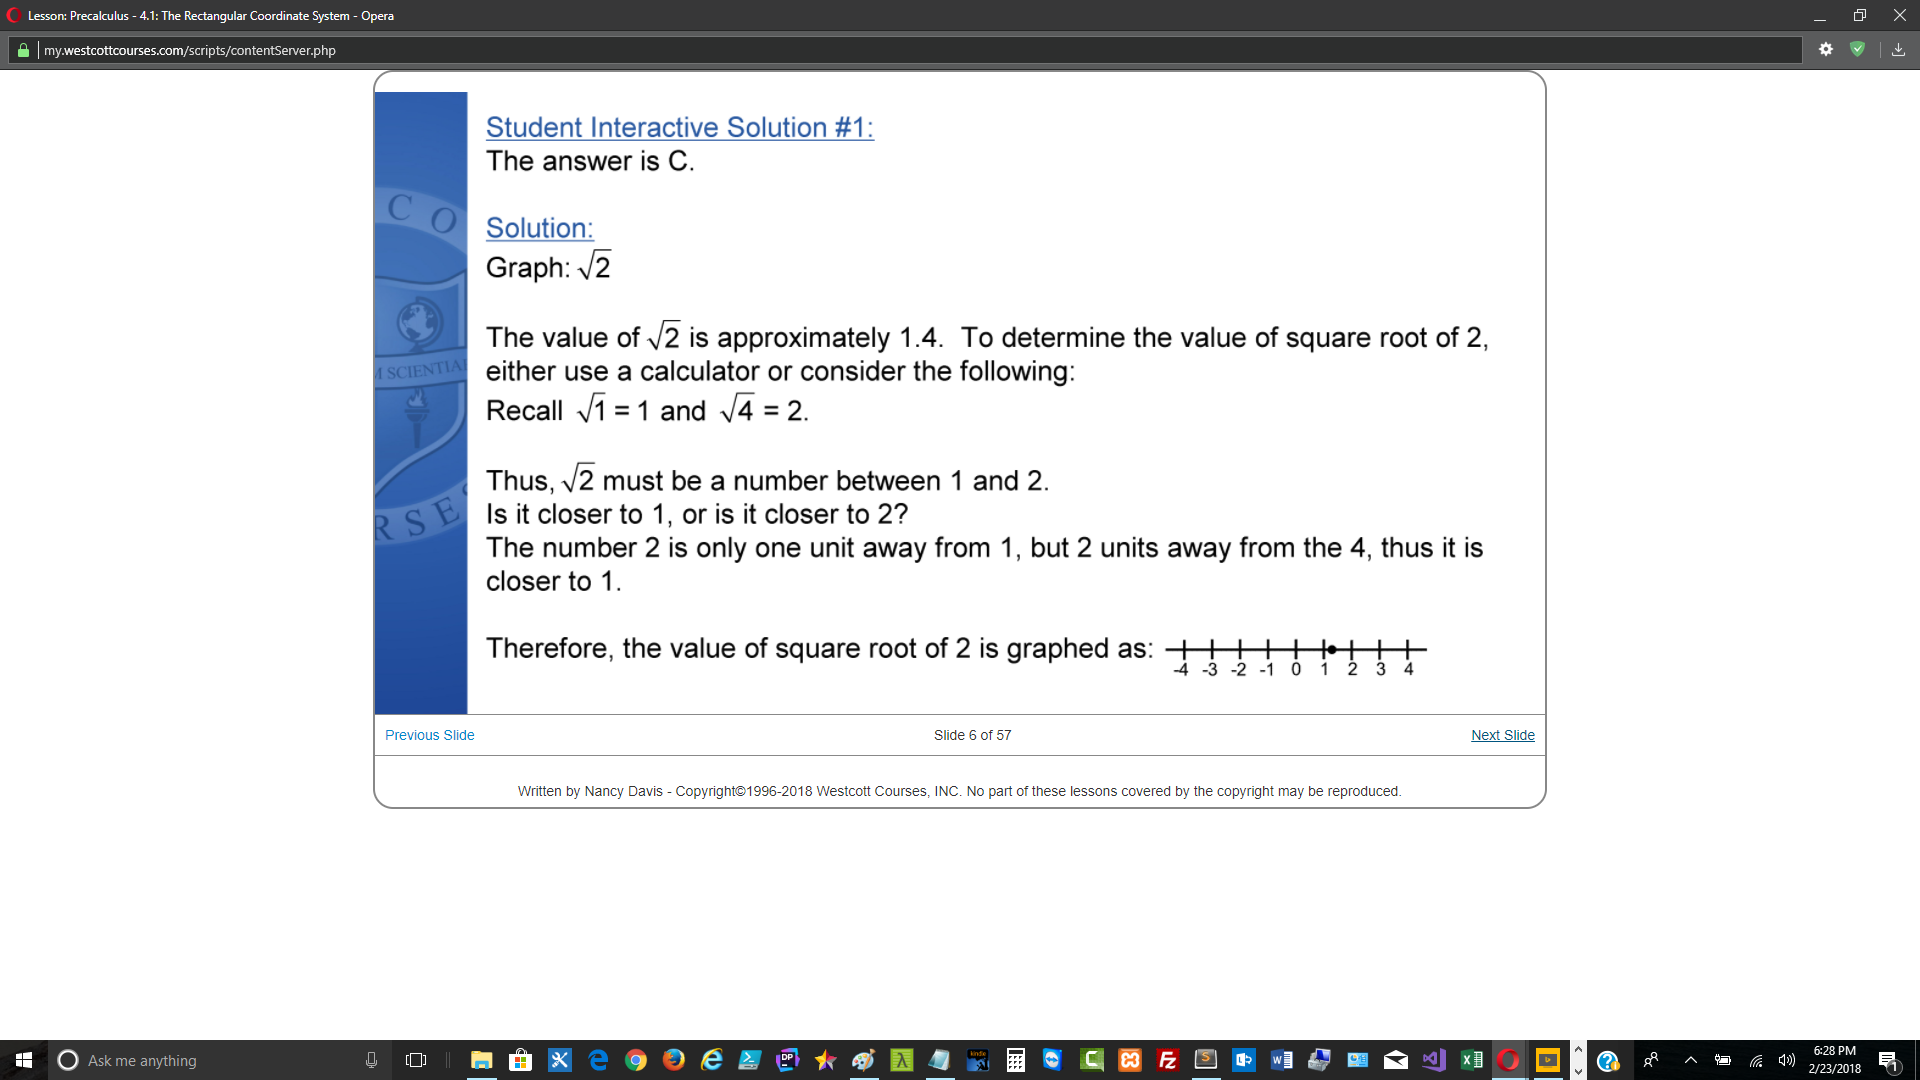 Lesson: Precalculus - 4.1: The Rectangular Coordinate System - Opera
my.westcottcourses.com/scripts/contentServer.php
Student Interactive Solution #1:
The answer is C.
Solution:
Graph: √2
The value of √2 is approximately 1.4. To determine the value of square root of 2,
either use a calculator or consider the following:
Recall √1 = 1 and √4 = 2.
Thus, √2 must be a number between 1 and 2.
Is it closer to 1, or is it closer to 2?
The number 2 is only one unit away from 1, but 2 units away from the 4, thus it is
closer to 1.
Therefore, the value of square root of 2 is graphed as:
-4 -3 -2 -1 0 1 2 3 4
C O
M SCIENTIA
R S E
Previous Slide Slide 6 of 57 Next Slide
Written by Nancy Davis - Copyright©1996-2018 Westcott Courses, INC. No part of these lessons covered by the copyright may be reproduced.
Ask me anything
DP
kindle
6:28 PM
2/23/2018
1